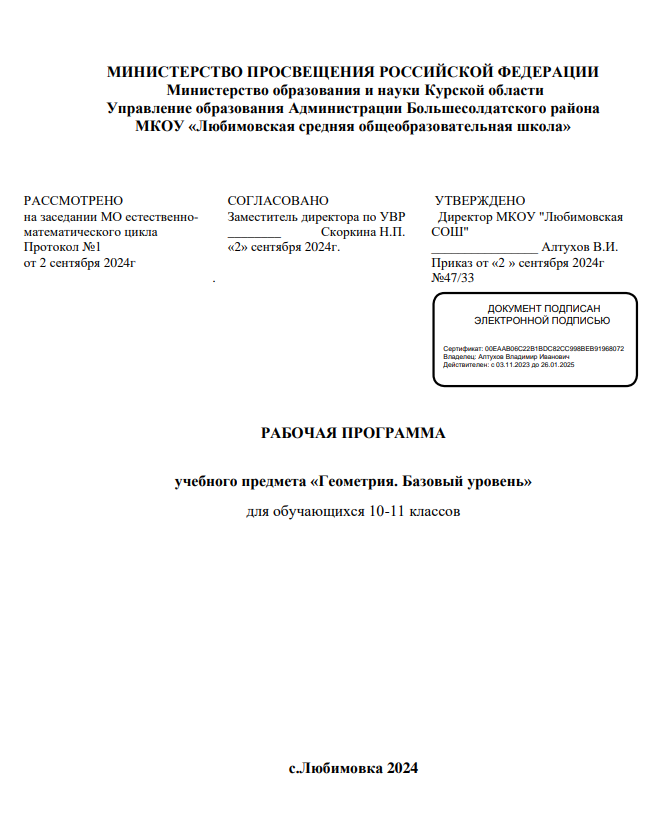 МИНИСТЕРСТВО ПРОСВЕЩЕНИЯ РОССИЙСКОЙ ФЕДЕРАЦИИ
Министерство образования и науки Курской области
Управление образования Администрации Большесолдатского района
МКОУ «Любимовская средняя общеобразовательная школа»
РАССМОТРЕНО
на заседании МО естественно-
математического цикла
Протокол №1
от 2 сентября 2024г
.
СОГЛАСОВАНО
Заместитель директора по УВР
________ Скоркина Н.П.
«2» сентября 2024г.
УТВЕРЖДЕНО
Директор МКОУ "Любимовская
СОШ"
________________ Алтухов В.И.
Приказ от «2 » сентября 2024г
№47/33
ДОКУМЕНТ ПОДПИСАН
ЭЛЕКТРОННОЙ ПОДПИСЬЮ
Сертификат: 00EAAB06C22B1BDC82CC998BEB91968072
Владелец: Алтухов Владимир Иванович
Действителен: с 03.11.2023 до 26.01.2025
РАБОЧАЯ ПРОГРАММА
учебного предмета «Геометрия. Базовый уровень»
для обучающихся 10-11 классов
с.Любимовка 2024